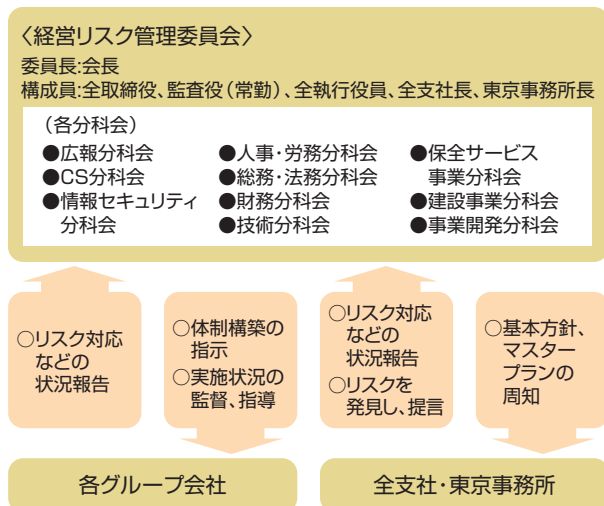 〈経営リスク管理委員会〉
委員長:会長
構成員:全取締役、監査役(常勤)、全執行役員、全支社長、東京事務所長
(各分科会)
●広報分科会
●CS分科会
●情報セキュリティ
分科会
●人事・労務分科会
●総務・法務分科会
●財務分科会
●技術分科会
●保全サービス
事業分科会
●建設事業分科会
●事業開発分科会
○リスク対応
などの
状況報告
○体制構築の
指示
○実施状況の
監督、指導
○リスク対応
などの
状況報告
○リスクを
発見し、提言
○基本方針、
マスター
プランの
周知
各グループ会社
全支社・東京事務所